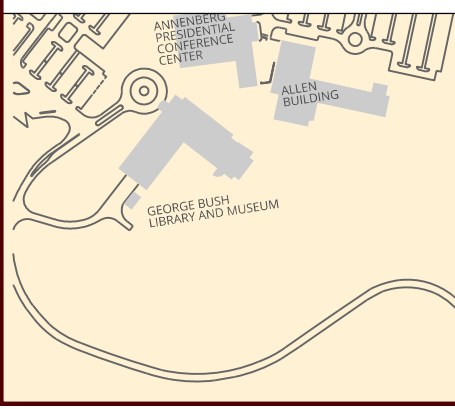 ANNENBERG
PRESIDENTIAL
CONFERENCE
CENTER
ALLEN
BUILDING
GEORGE BUSH
LIBRARY AND MUSEUM